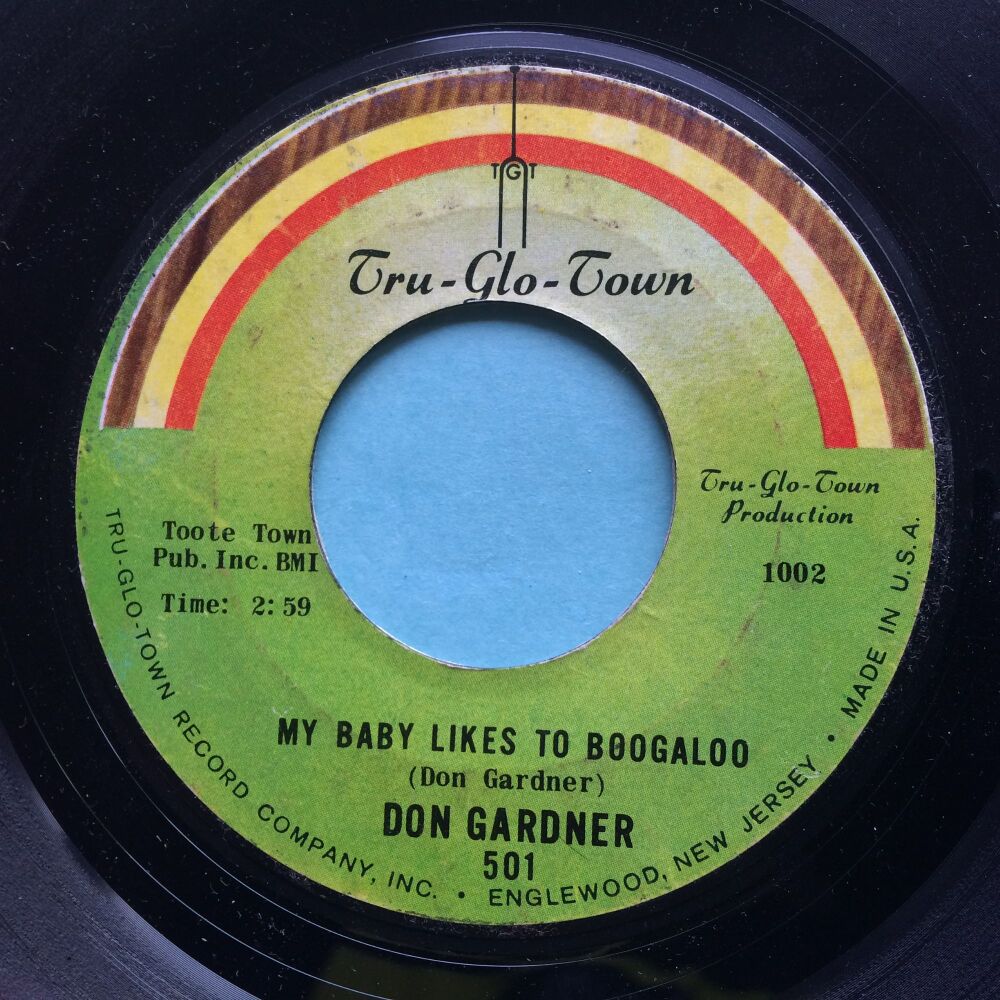 TGT
Tru-Glo-Town
Tru-Glo-Town
Production
1002
Toote Town
Pub. Inc. BMI
Time: 2:59
MY BABY LIKES TO BOOGALOO
(Don Gardner)
DON GARDNER
501
TRU-GLO-TOWN RECORD COMPANY, INC. • ENGLEWOOD, NEW JERSEY • MADE IN U.S.A.